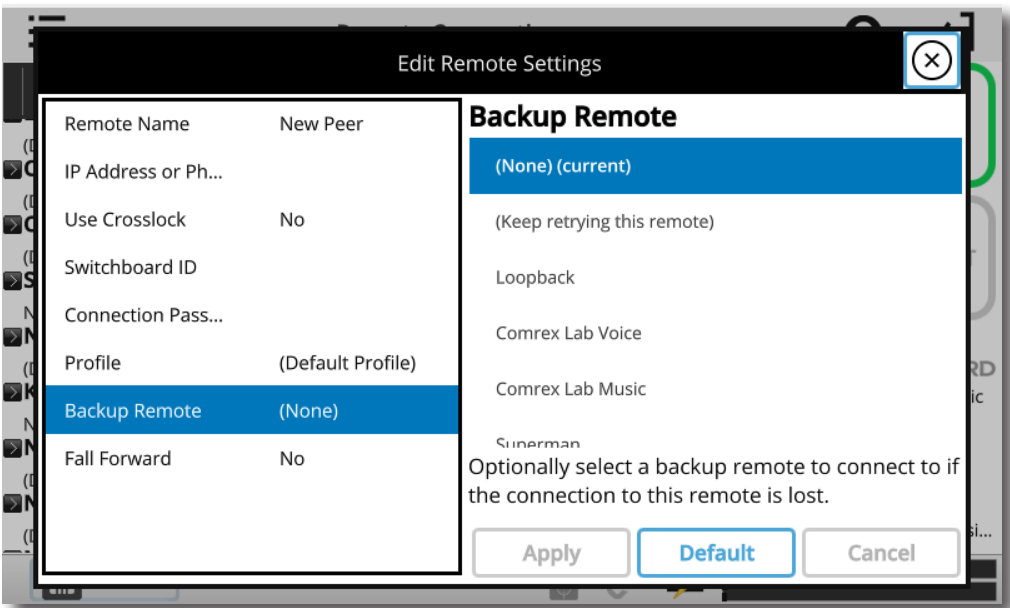 Edit Remote Settings
Remote Name New Peer
IP Address or Ph...
Use Crosslock No
Switchboard ID
Connection Pass...
Profile (Default Profile)
Backup Remote (None)
Fall Forward No
Backup Remote
(None) (current)
(Keep retrying this remote)
Loopback
Comrex Lab Voice
Comrex Lab Music
Superman
Optionally select a backup remote to connect to if
the connection to this remote is lost.
Apply Default Cancel